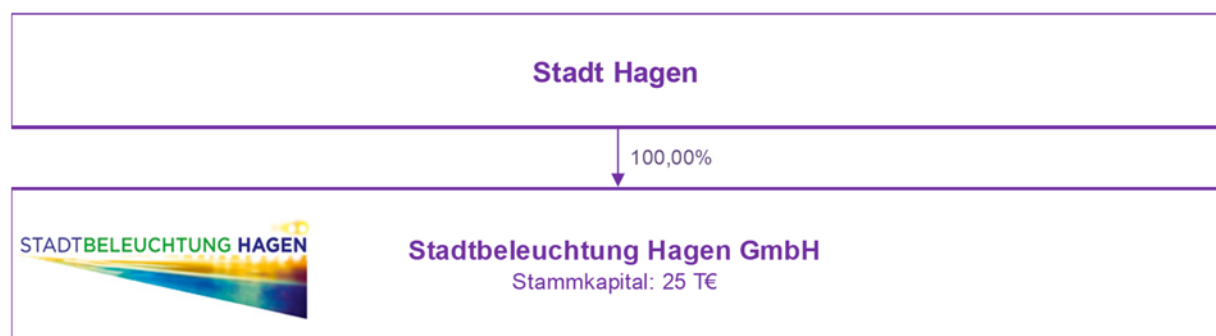 Stadt Hagen
100,00%
STADTBELEUCHTUNG HAGEN
Stadtbeleuchtung Hagen GmbH
Stammkapital: 25 T€